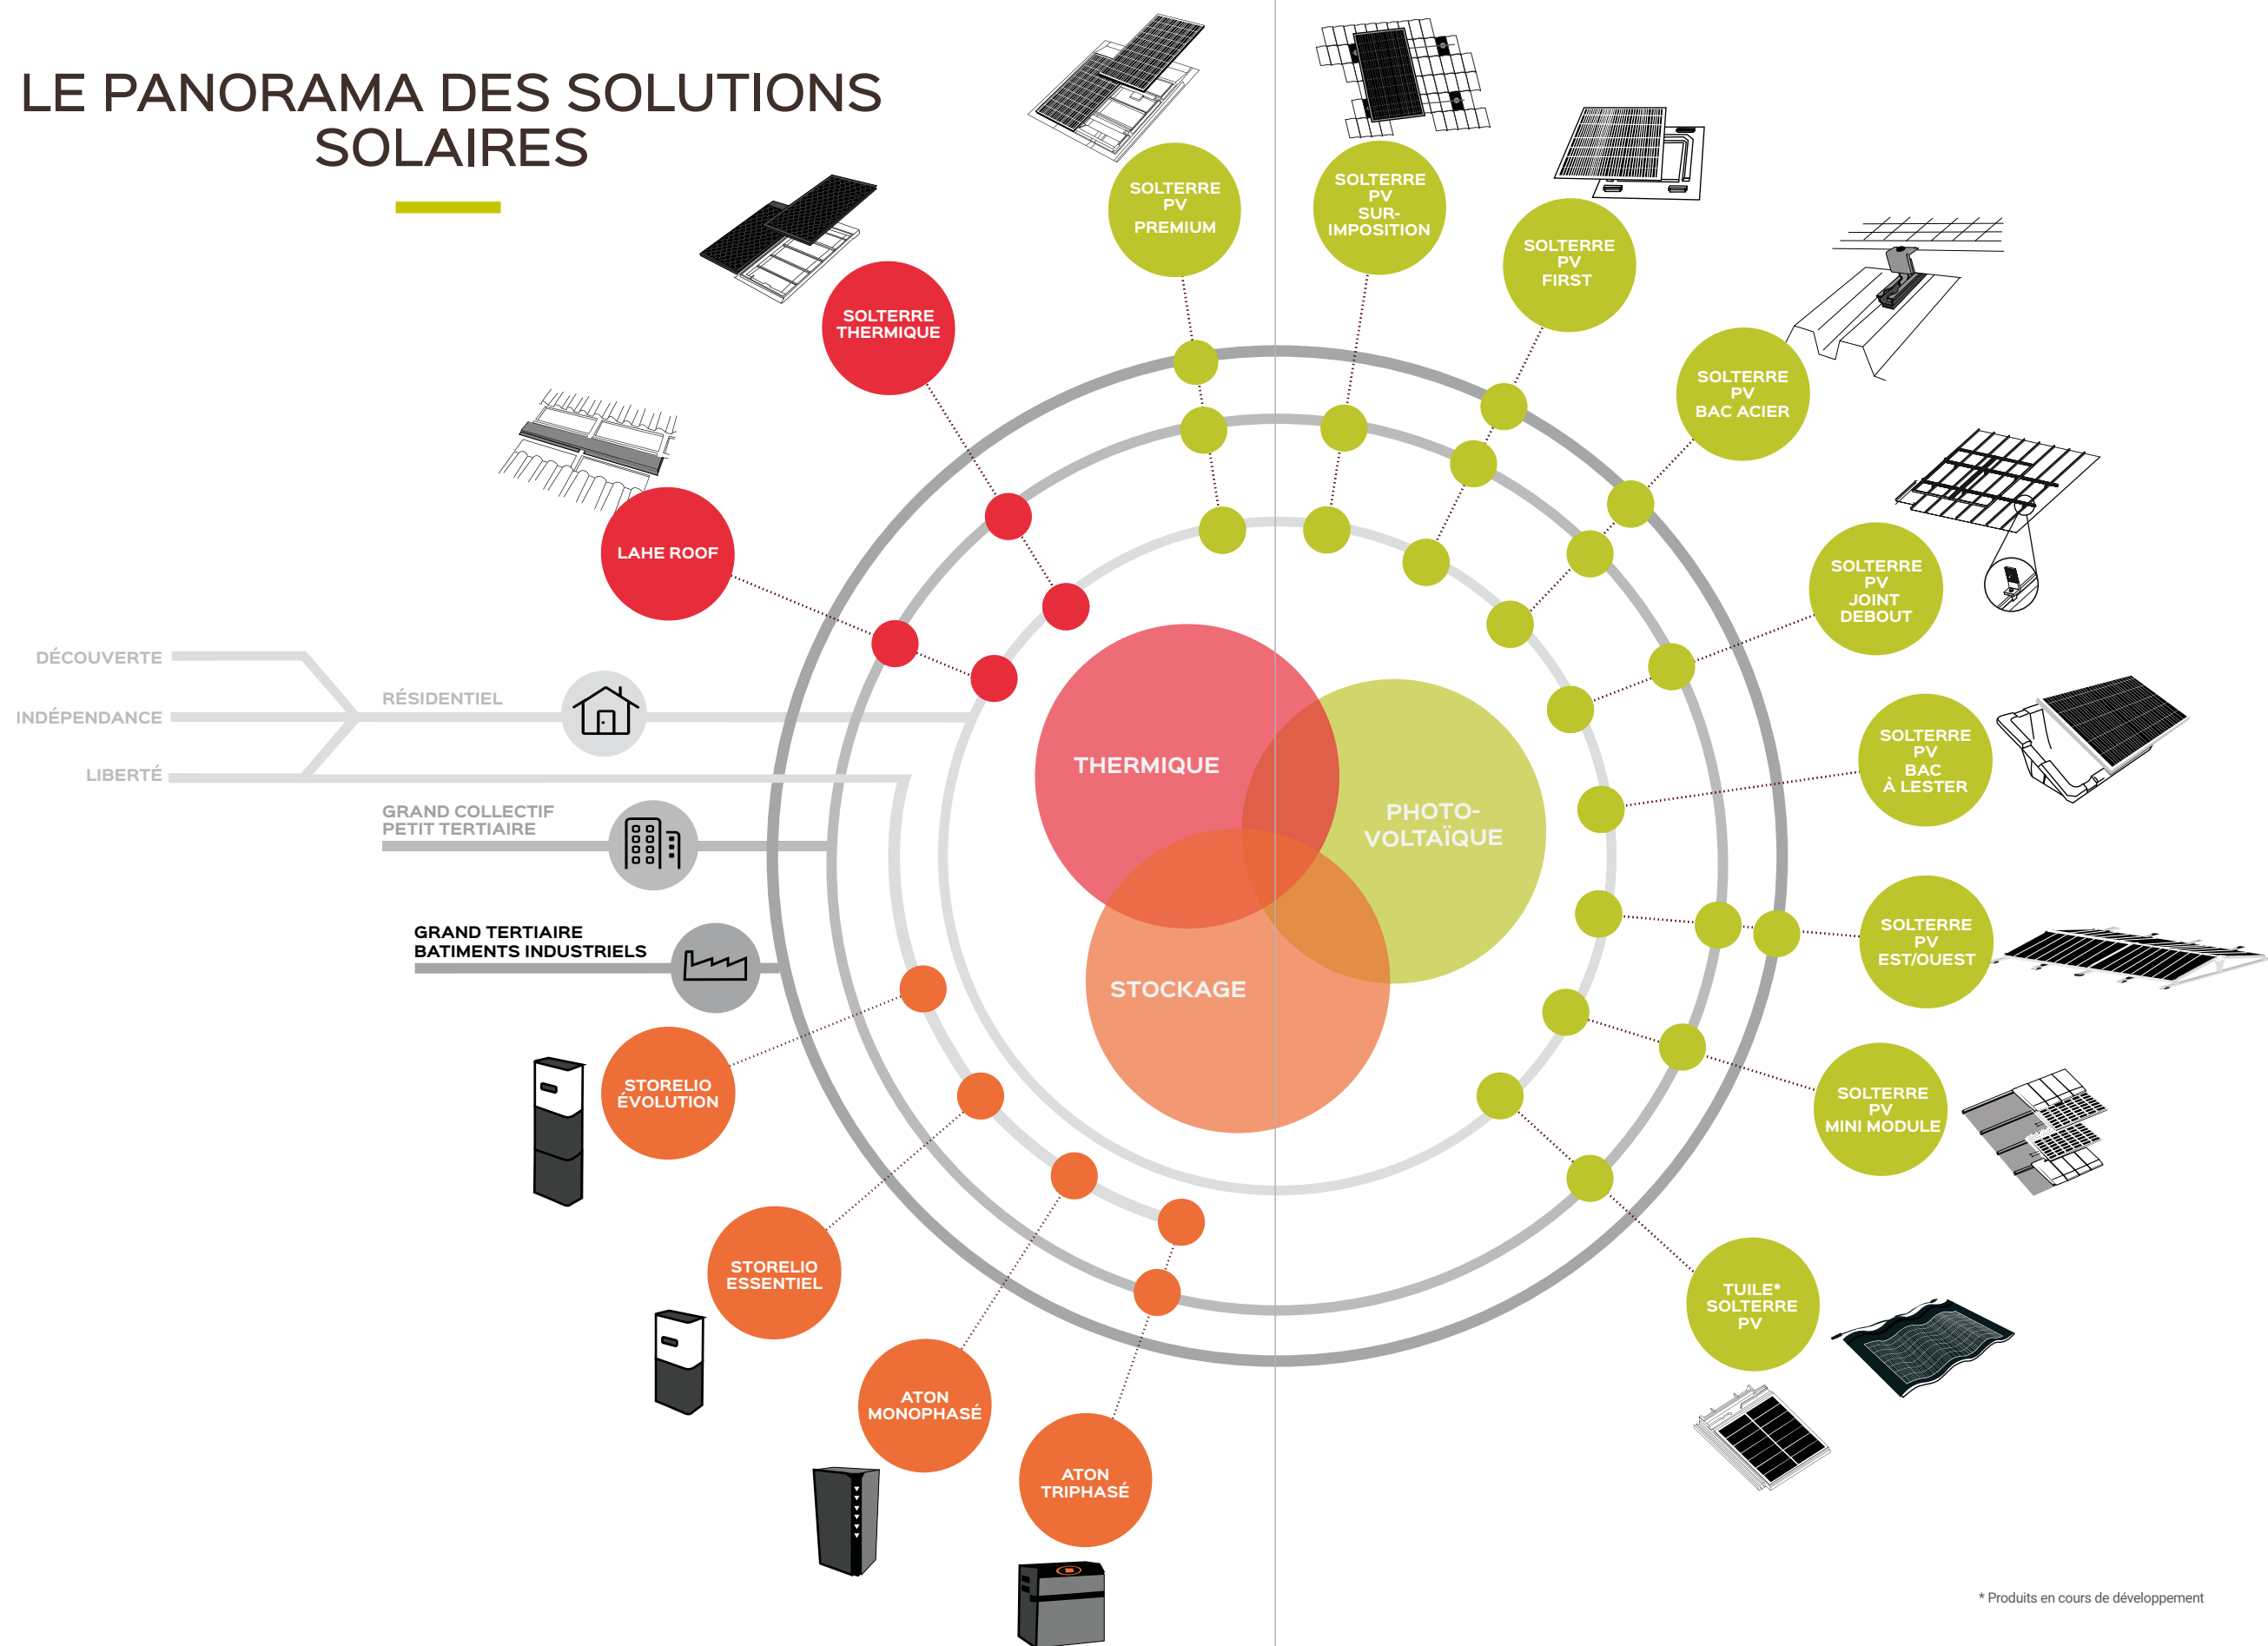 LE PANORAMA DES SOLUTIONS
SOLAIRES
SOLTERRE
PV
PREMIUM
SOLTERRE
PV
SUR-
IMPOSITION
SOLTERRE
PV
FIRST
SOLTERRE
THERMIQUE
SOLTERRE
PV
BAC ACIER
LAHE ROOF
SOLTERRE
PV
JOINT
DEBOUT
DÉCOUVERTE
RÉSIDENTIEL
INDÉPENDANCE
LIBERTÉ
THERMIQUE
PHOTO-
VOLTAÏQUE
STOCKAGE
SOLTERRE
PV
BAC
À LESTER
GRAND COLLECTIF
PETIT TERTIAIRE
GRAND TERTIAIRE
BATIMENTS INDUSTRIELS
SOLTERRE
PV
EST/OUEST
STORELIO
ÉVOLUTION
SOLTERRE
PV
MINI MODULE
STORELIO
ESSENTIEL
TUILE*
SOLTERRE
PV
ATON
MONOPHASÉ
ATON
TRIPHASÉ
* Produits en cours de développement